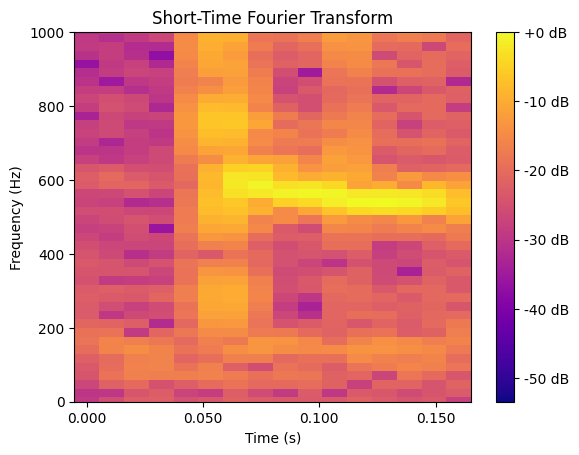 Short-Time Fourier Transform
Frequency (Hz)
1000
800
600
400
200
0
0.000
0.050
0.100
0.150
Time (s)
+0 dB
-10 dB
-20 dB
-30 dB
-40 dB
-50 dB